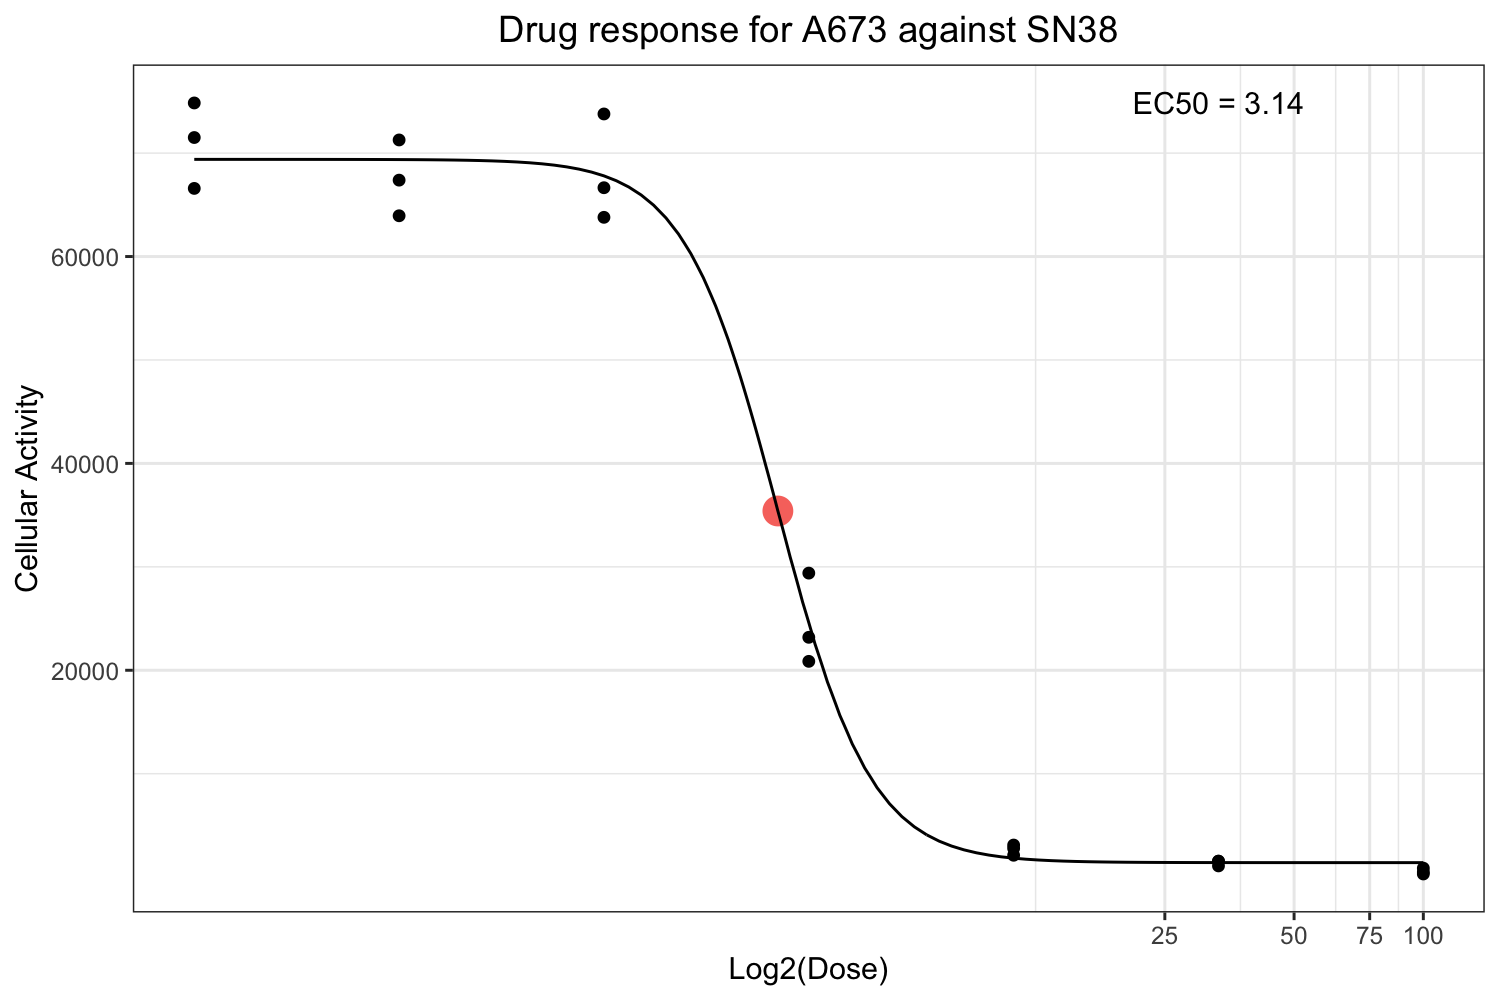 Drug response for A673 against SN38
EC50 = 3.14
60000
40000
20000
Cellular Activity
25 50 75 100
Log2(Dose)